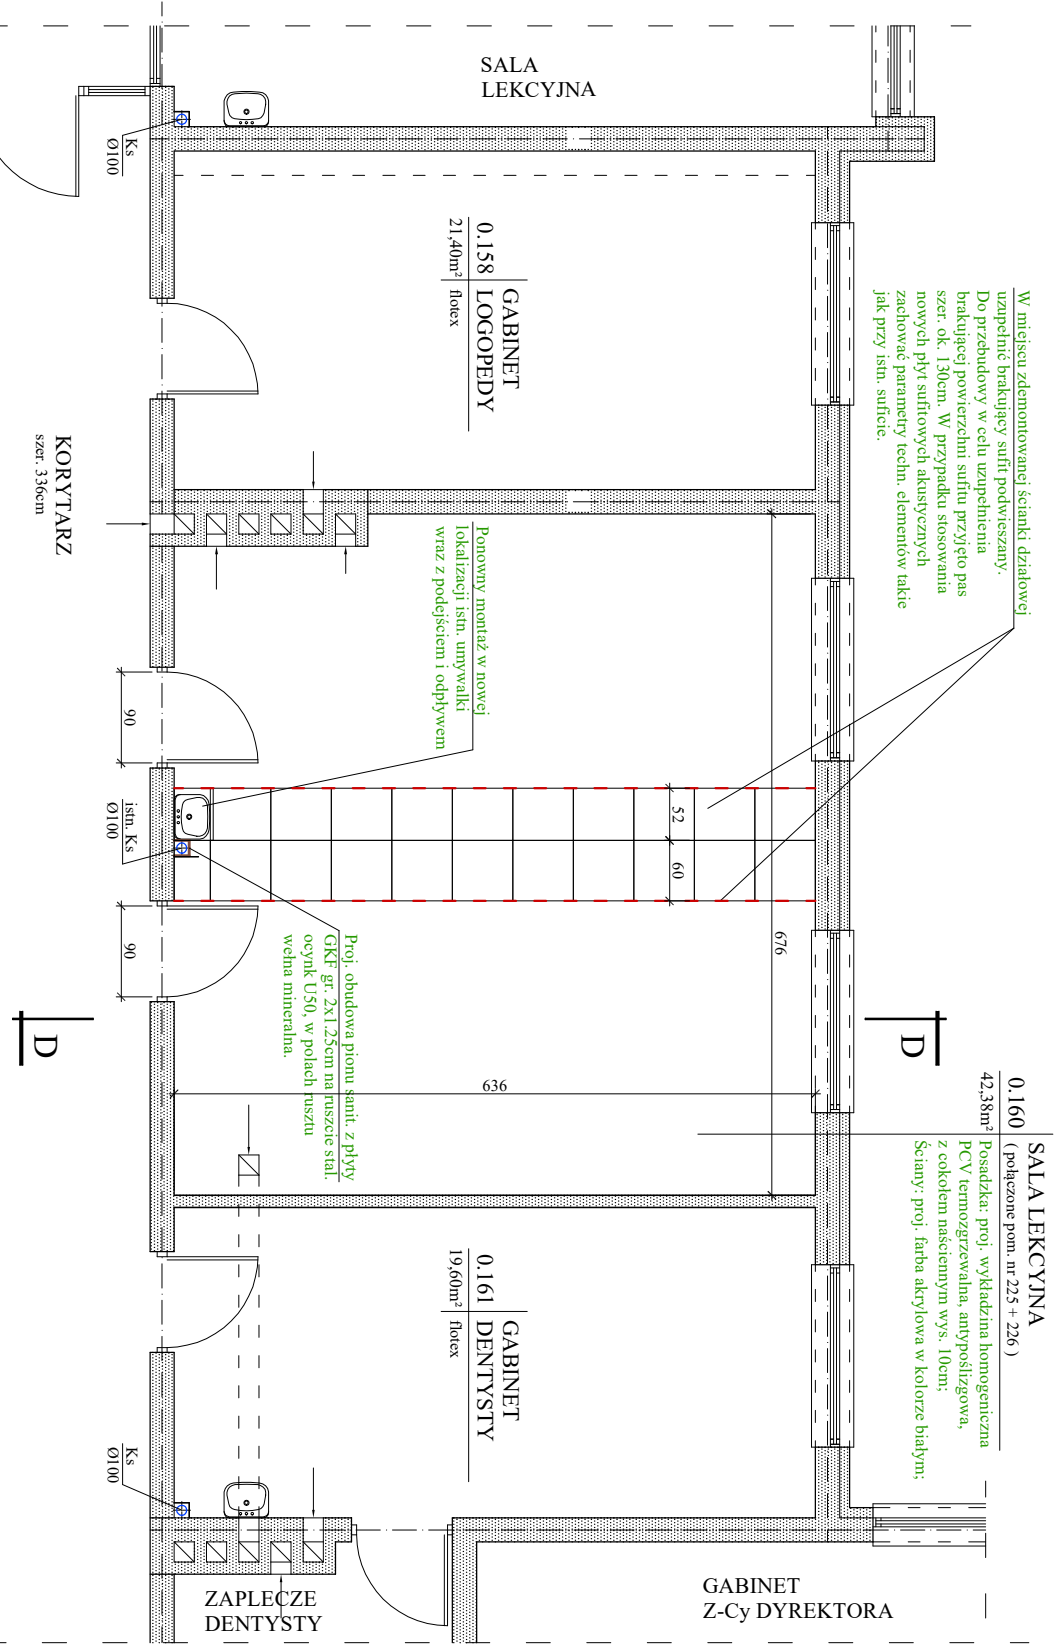 SALA
LEKCYJNA
Ks
Ø100
0.158 GABINET LOGOPEDY
21,40m² flotex
W miejscu zdemontowanej ścianki działowej
uzupełnić brakujący sufit podwieszany.
Do przebudowy w celu uzupełnienia
brakującej powierzchni sufitu przyjęto pas
szer. ok. 130cm. W przypadku stosowania
nowych płyt sufitowych akustycznych
zachować parametry techn. elementów takie
jak przy istn. suficie.
KORYTARZ
szer. 336cm
Ponowny montaż w nowej
lokalizacji istn. umywalki
wraz z podejściem i odpływem
90
istn. Ks
Ø100
90
52
60
676
636
Proj. obudowa pionu sanit. z płyty
GKF gr. 2x1.25cm na ruszcie stal.
ocynk U50, w polach rusztu
wełna mineralna.
D
D
0.160 SALA LEKCYJNA
42,38m² ( połączone pom. nr 225 + 226 )
Posadzka: proj. wykładzina homogeniczna
PCV termozgrzewalna, antypoślizgowa,
z cokołem naściennym wys. 10cm;
Ściany: proj. farba akrylowa w kolorze białym;
0.161 GABINET DENTYSTY
19,60m² flotex
Ks
Ø100
ZAPLECZE
DENTYSTY
GABINET
Z-Cy DYREKTORA